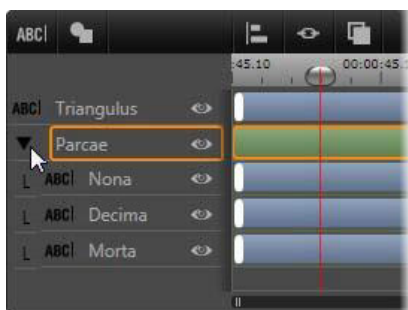 ABC
:45.10 00:00:45.
ABC Triangulus
Parcae
ABC Nona
ABC Decima
ABC Morta